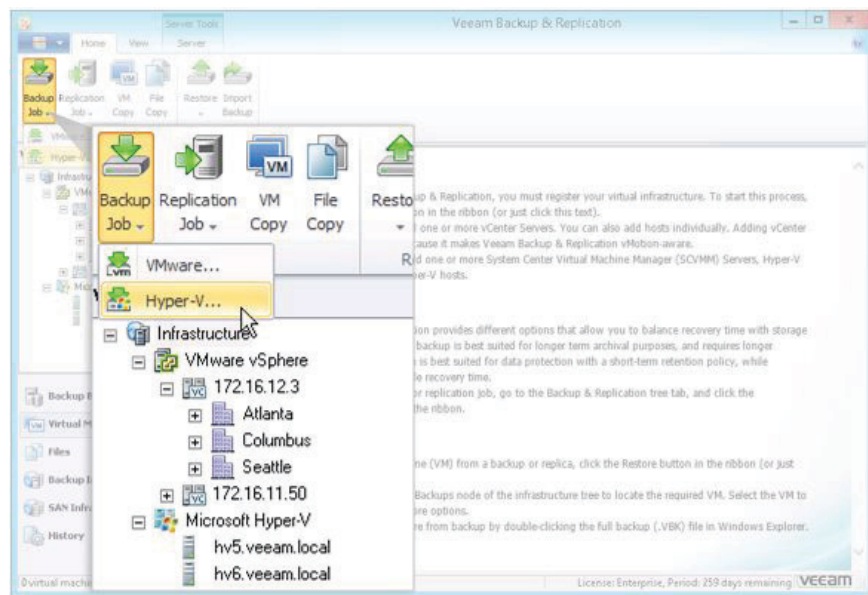 Server Tools
Veeam Backup & Replication
Home View Server
Backup Job Replication Job VM Copy File Copy Restore Import Backup
Backup Job
Replication Job
VM Copy
File Copy
Resto
VMware...
Hyper-V...
Infrastructure
VMware vSphere
172.16.12.3
Atlanta
Columbus
Seattle
172.16.11.50
Microsoft Hyper-V
hv5.veeam.local
hv6.veeam.local
up & Replication, you must register your virtual infrastructure. To start this process,
on in the ribbon (or just click this text).
one or more vCenter Servers. You can also add hosts individually. Adding vCenter
ause it makes Veeam Backup & Replication vMotion-aware.
d one or more System Center Virtual Machine Manager (SCVMM) Servers, Hyper-V
er-V hosts.
on provides different options that allow you to balance recovery time with storage
backup is best suited for longer term archival purposes, and requires longer
is best suited for data protection with a short-term retention policy, while
e recovery time.
or replication job, go to the Backup & Replication tree tab, and click the
the ribbon.
ne (VM) from a backup or replica, click the Restore button in the ribbon (or just
Backups node of the infrastructure tree to locate the required VM. Select the VM to
ore options.
re from backup by double-clicking the full backup (.VBK) file in Windows Explorer.
Backup
Virtual M
Files
Backup I
SAN Infr
History
0 virtual machi
License: Enterprise, Period: 259 days remaining
veeam